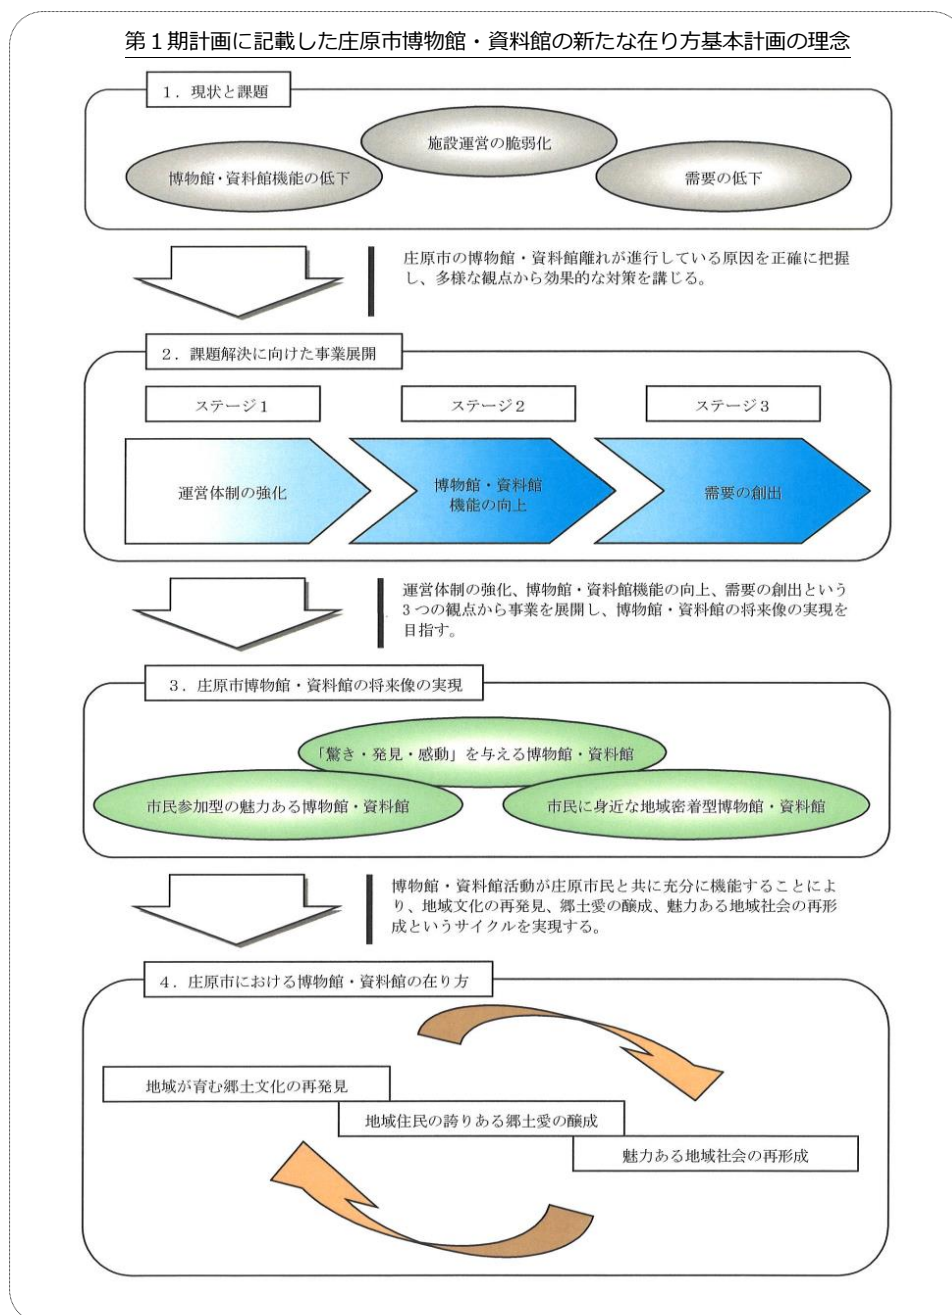 第１期計画に記載した庄原市博物館・資料館の新たな在り方基本計画の理念
１．現状と課題
施設運営の脆弱化
博物館・資料館機能の低下
需要の低下
庄原市の博物館・資料館離れが進行している原因を正確に把握
し、多様な観点から効果的な対策を講じる。
２．課題解決に向けた事業展開
ステージ１
ステージ２
ステージ３
運営体制の強化
博物館・資料館
機能の向上
需要の創出
運営体制の強化、博物館・資料館機能の向上、需要の創出という
３つの観点から事業を展開し、博物館・資料館の将来像の実現を
目指す。
３．庄原市博物館・資料館の将来像の実現
「驚き・発見・感動」を与える博物館・資料館
市民参加型の魅力ある博物館・資料館
市民に身近な地域密着型博物館・資料館
博物館・資料館活動が庄原市民と共に充分に機能することによ
り、地域文化の再発見、郷土愛の醸成、魅力ある地域社会の再形
成というサイクルを実現する。
４．庄原市における博物館・資料館の在り方
地域が育む郷土文化の再発見
地域住民の誇りある郷土愛の醸成
魅力ある地域社会の再形成